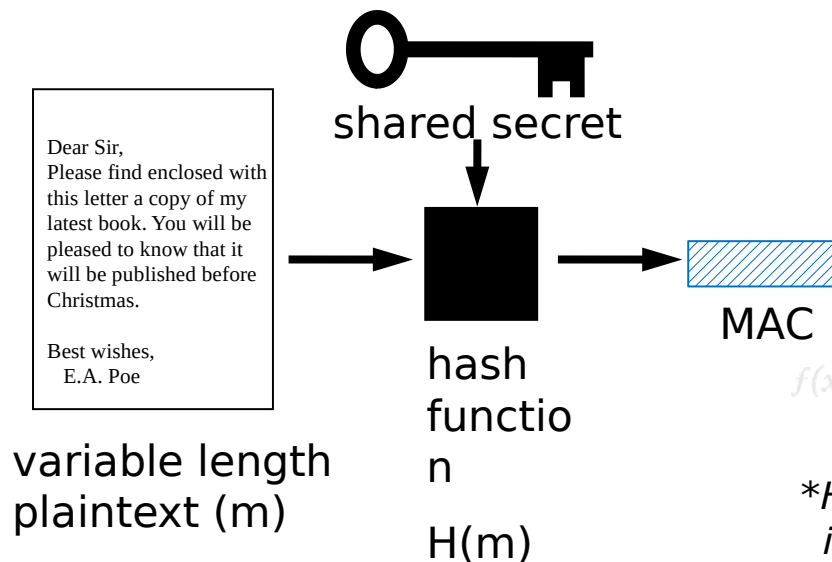 shared secret
Dear Sir,
Please find enclosed with
this letter a copy of my
latest book. You will be
pleased to know that it
will be published before
Christmas.
Best wishes,
E.A. Poe
MAC
hash
functio
n
H(m)
variable length
plaintext (m)
f(x